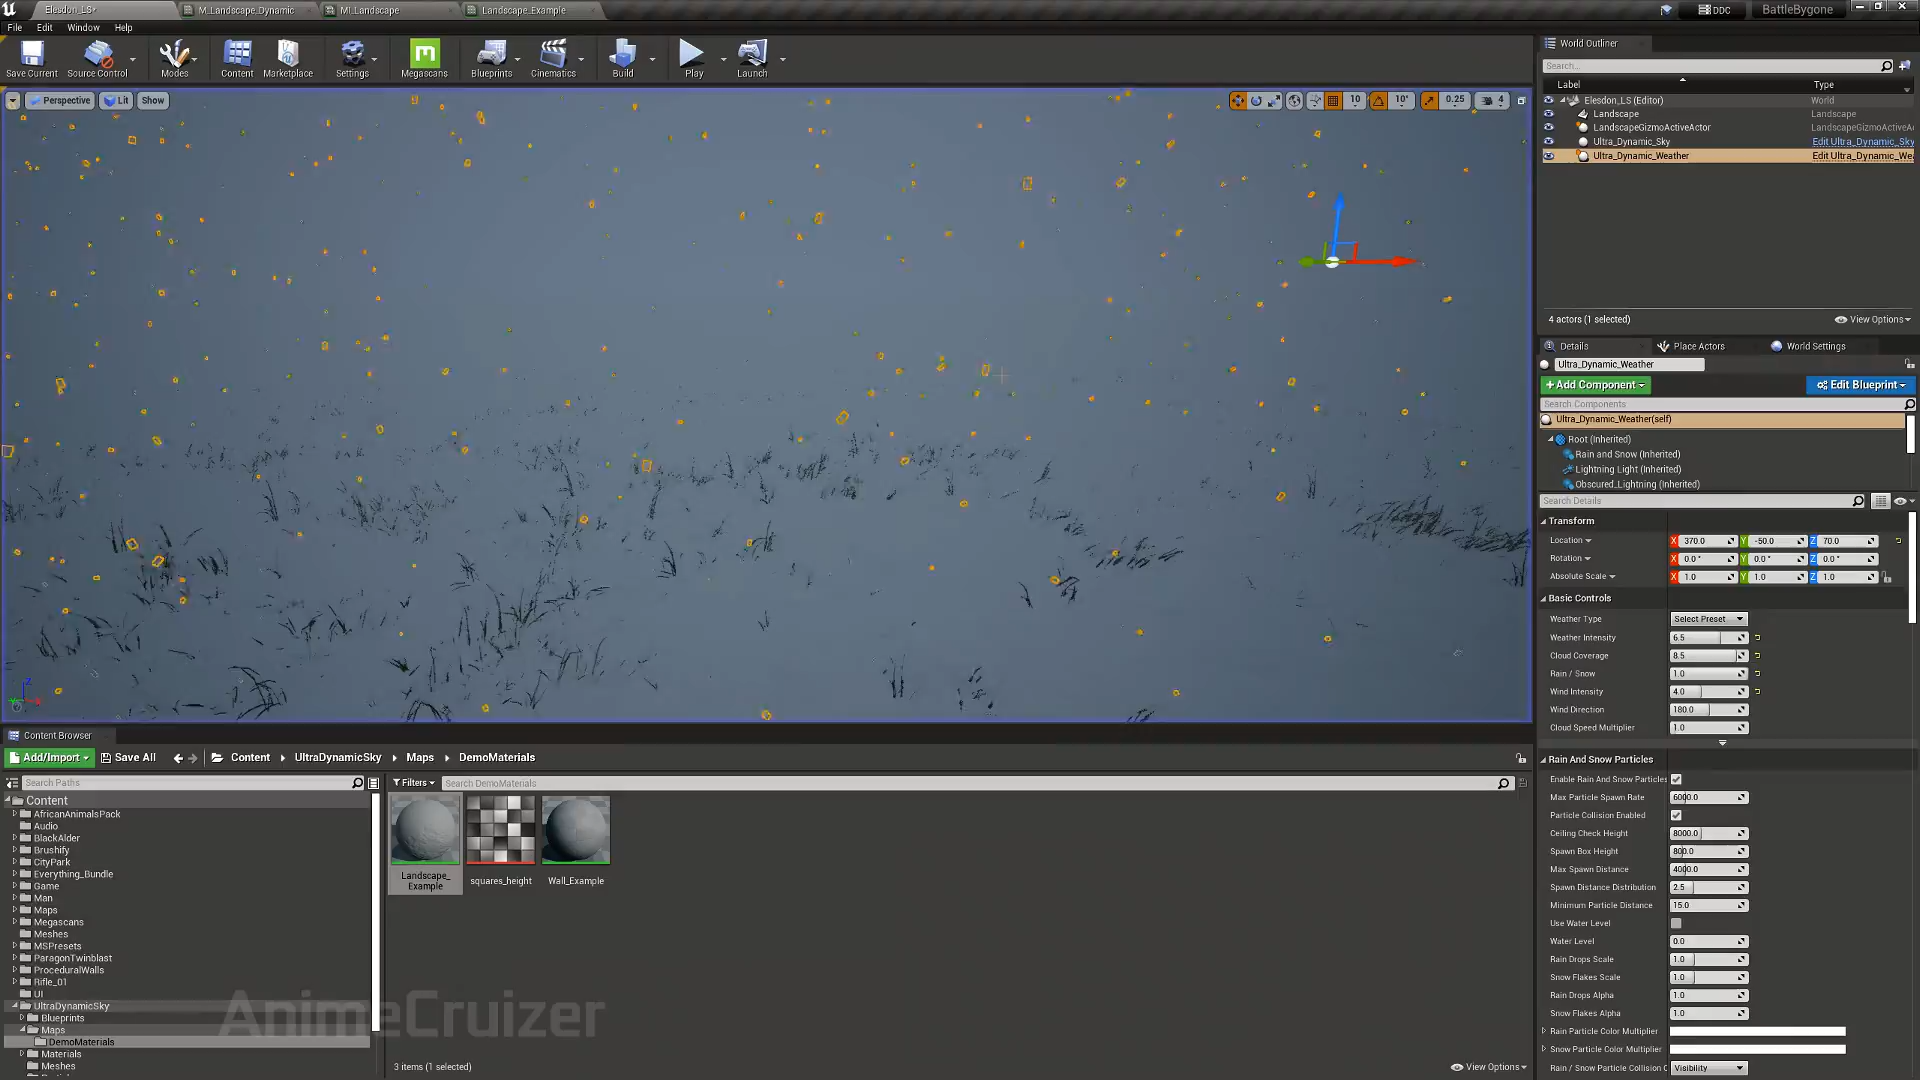 Elesdon_LS*
M_Landscape_Dynamic
MI_Landscape
Landscape_Example
DDC
BattleBygone
File Edit Window Help
Save Current
Source Control
Modes
Content
Marketplace
Settings
Megascans
Blueprints
Cinematics
Build
Play
Launch
Perspective
Lit
Show
10
10°
0.25
4
World Outliner
Search...
Label Type
Elesdon_LS (Editor) World
Landscape Landscape
LandscapeGizmoActiveActor LandscapeGizmoActiveA
Ultra_Dynamic_Sky Edit Ultra_Dynamic_Sky
Ultra_Dynamic_Weather Edit Ultra_Dynamic_Wea
4 actors (1 selected)
View Options
Details
Place Actors
World Settings
Ultra_Dynamic_Weather
+ Add Component
Edit Blueprint
Search Components
Ultra_Dynamic_Weather(self)
Root (Inherited)
Rain and Snow (Inherited)
Lightning Light (Inherited)
Obscured_Lightning (Inherited)
Search Details
Transform
Location X 370.0 Y -50.0 Z 70.0
Rotation X 0.0° Y 0.0° Z 0.0°
Absolute Scale X 1.0 Y 1.0 Z 1.0
Basic Controls
Weather Type Select Preset
Weather Intensity 6.5
Cloud Coverage 8.5
Rain / Snow 1.0
Wind Intensity 4.0
Wind Direction 180.0
Cloud Speed Multiplier 1.0
Rain And Snow Particles
Enable Rain And Snow Particles
Max Particle Spawn Rate 6000.0
Particle Collision Enabled
Ceiling Check Height 8000.0
Spawn Box Height 800.0
Max Spawn Distance 4000.0
Spawn Distance Distribution 2.5
Minimum Particle Distance 15.0
Use Water Level
Water Level 0.0
Rain Drops Scale 1.0
Snow Flakes Scale 1.0
Rain Drops Alpha 1.0
Snow Flakes Alpha 1.0
Rain Particle Color Multiplier
Snow Particle Color Multiplier
Rain / Snow Particle Collision C Visibility
Content Browser
Add/Import
Save All
Content
UltraDynamicSky
Maps
DemoMaterials
Search Paths
Filters
Search DemoMaterials
Content
AfricanAnimalsPack
Audio
BlackAlder
Brushify
CityPark
Everything_Bundle
Game
Man
Maps
Megascans
Meshes
MSPresets
ParagonTwinblast
ProceduralWalls
Rifle_01
UI
UltraDynamicSky
Blueprints
Maps
DemoMaterials
Materials
Meshes
Landscape_
Example
squares_height
Wall_Example
AnimeCruizer
3 items (1 selected)
View Options